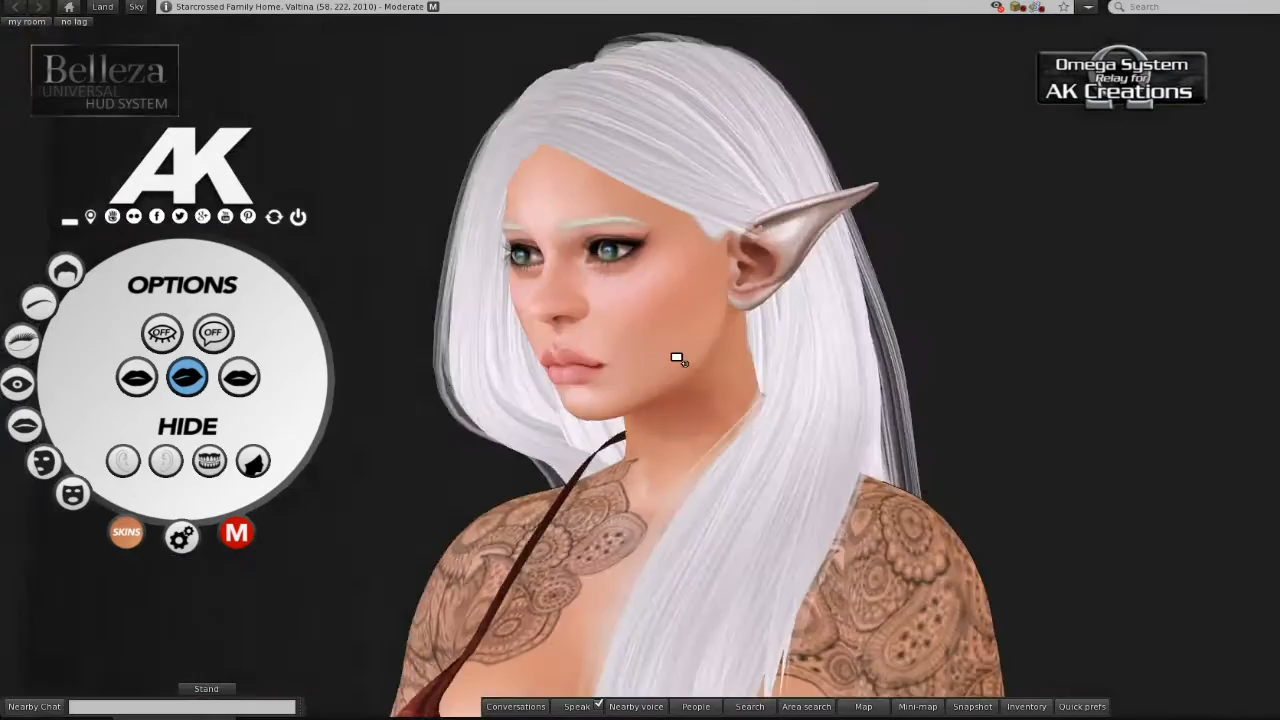 Land Sky Starcrossed Family Home, Valtina (58, 222, 2010) - Moderate M Search
my room no lag
Belleza
UNIVERSAL
HUD SYSTEM
Omega System
Relay for
AK Creations
AK
OPTIONS
OFF OFF
HIDE
SKINS M
Stand
Nearby Chat Conversations Speak Nearby voice People Search Area search Map Mini-map Snapshot Inventory Quick prefs